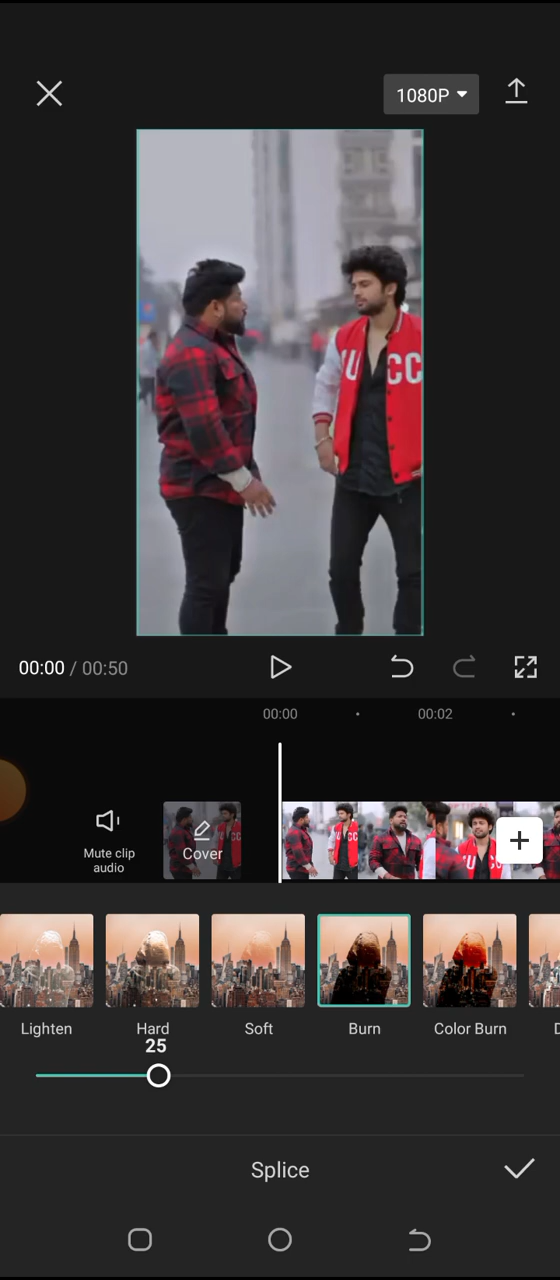 1080P
UCC
00:00 / 00:50
00:00
00:02
Mute clip
audio
Cover
Lighten
Hard
Soft
Burn
Color Burn
25
Splice